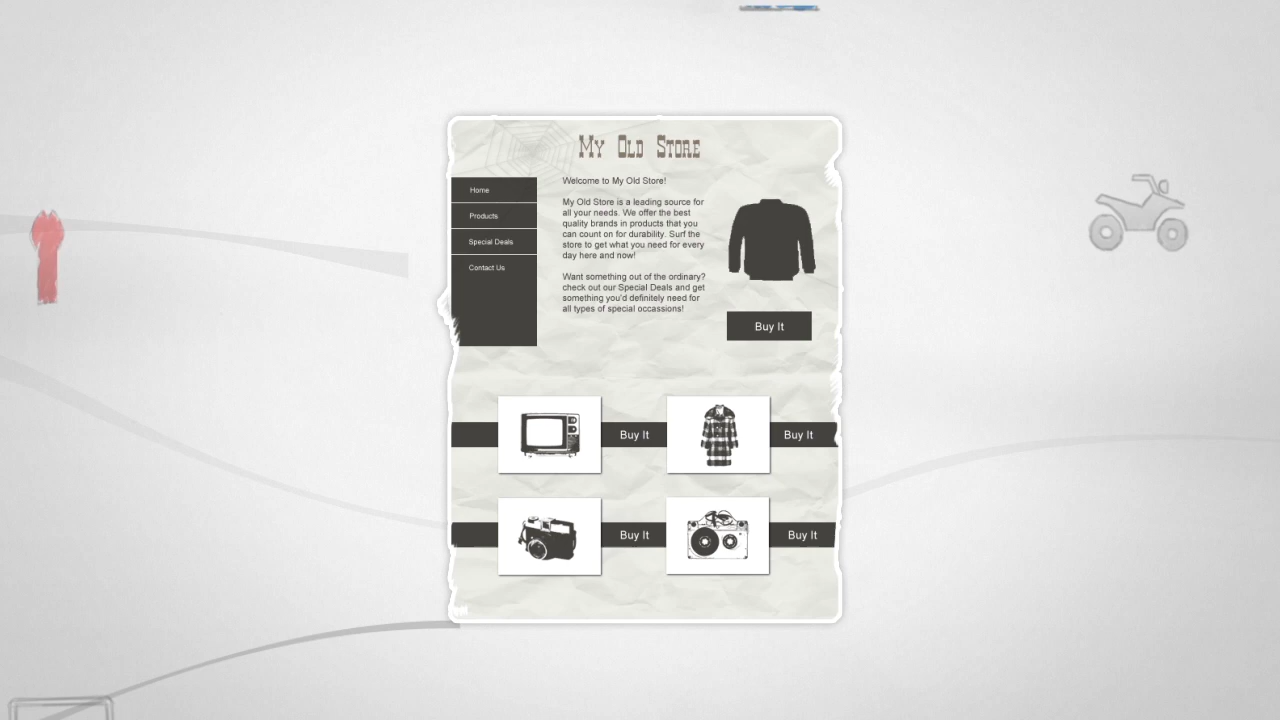 My Old Store
Home
Products
Special Deals
Contact Us
Welcome to My Old Store!
My Old Store is a leading source for
all your needs. We offer the best
quality brands in products that you
can count on for durability. Surf the
store to get what you need for every
day here and now!
Want something out of the ordinary?
check out our Special Deals and get
something you'd definitely need for
all types of special occassions!
Buy It
Buy It
Buy It
Buy It
Buy It